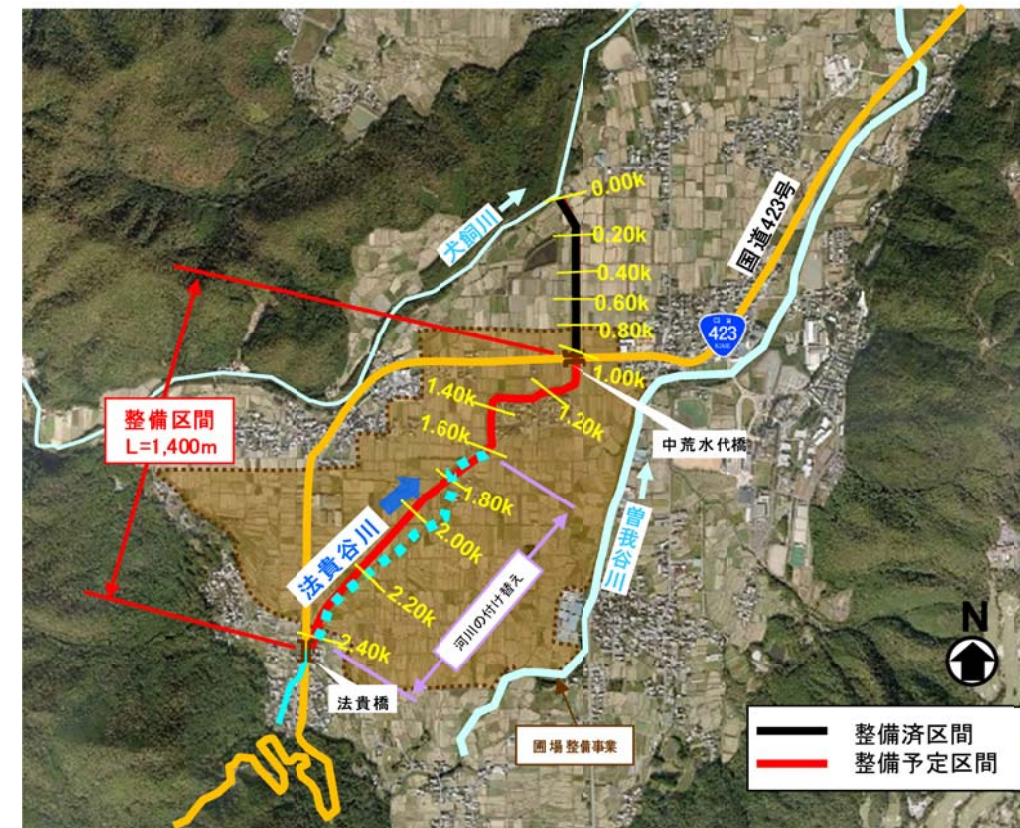 0.00k
犬飼川
0.20k
国道423号
0.40k
0.60k
0.80k
423
1.00k
1.40k
1.20k
整備区間
L=1,400m
1.60k
中荒水代橋
1.80k
曽我谷川
法貴谷川
2.00k
河川の付け替え
2.20k
2.40k
N
法貴橋
圃場整備事業
整備済区間
整備予定区間